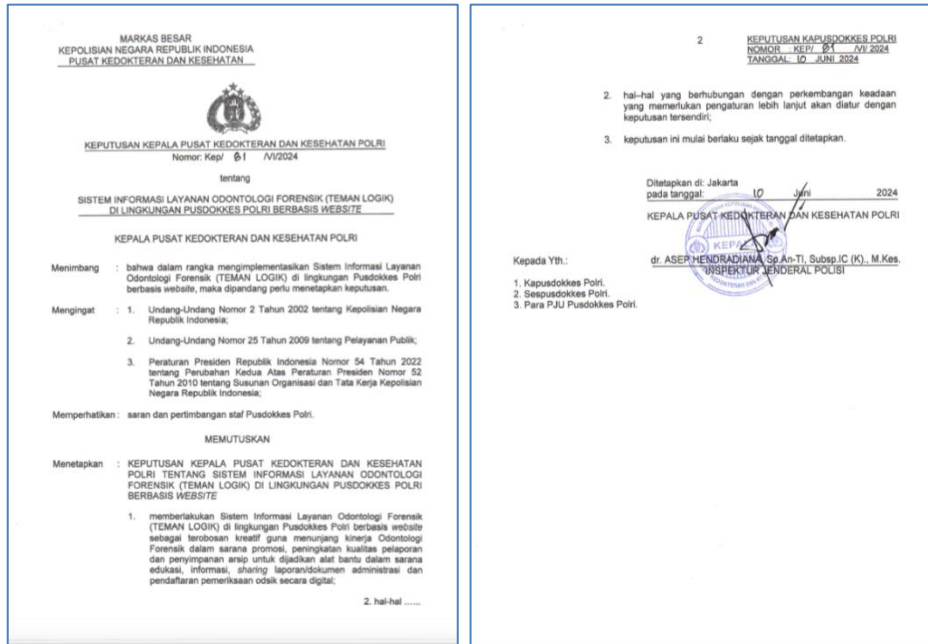 MARKAS BESAR
KEPOLISIAN NEGARA REPUBLIK INDONESIA
PUSAT KEDOKTERAN DAN KESEHATAN
KEPUTUSAN KEPALA PUSAT KEDOKTERAN DAN KESEHATAN POLRI
Nomor: Kep/ 81 /VI/2024
tentang
SISTEM INFORMASI LAYANAN ODONTOLOGI FORENSIK (TEMAN LOGIK)
DI LINGKUNGAN PUSDOKKES POLRI BERBASIS WEBSITE
KEPALA PUSAT KEDOKTERAN DAN KESEHATAN POLRI
Menimbang : bahwa dalam rangka mengimplementasikan Sistem Informasi Layanan
Odontologi Forensik (TEMAN LOGIK) di lingkungan Pusdokkes Polri
berbasis website, maka dipandang perlu menetapkan keputusan.
Mengingat : 1. Undang-Undang Nomor 2 Tahun 2002 tentang Kepolisian Negara
Republik Indonesia;
2. Undang-Undang Nomor 25 Tahun 2009 tentang Pelayanan Publik;
3. Peraturan Presiden Republik Indonesia Nomor 54 Tahun 2022
tentang Perubahan Kedua Atas Peraturan Presiden Nomor 52
Tahun 2010 tentang Susunan Organisasi dan Tata Kerja Kepolisian
Negara Republik Indonesia;
Memperhatikan : saran dan pertimbangan staf Pusdokkes Polri.
MEMUTUSKAN
Menetapkan : KEPUTUSAN KEPALA PUSAT KEDOKTERAN DAN KESEHATAN
POLRI TENTANG SISTEM INFORMASI LAYANAN ODONTOLOGI
FORENSIK (TEMAN LOGIK) DI LINGKUNGAN PUSDOKKES POLRI
BERBASIS WEBSITE
1. memberlakukan Sistem Informasi Layanan Odontologi Forensik
(TEMAN LOGIK) di lingkungan Pusdokkes Polri berbasis website
sebagai terobosan kreatif guna menunjang kinerja Odontologi
Forensik dalam sarana promosi, peningkatan kualitas pelaporan
dan penyimpanan arsip untuk dijadikan alat bantu dalam sarana
edukasi, informasi, sharing laporan/dokumen administrasi dan
pendaftaran pemeriksaan odsik secara digital;
2. hal-hal ......
2
KEPUTUSAN KAPUSDOKKES POLRI
NOMOR : KEP/ 81 /VI/ 2024
TANGGAL: 10 JUNI 2024
2. hal–hal yang berhubungan dengan perkembangan keadaan
yang memerlukan pengaturan lebih lanjut akan diatur dengan
keputusan tersendiri;
3. keputusan ini mulai berlaku sejak tanggal ditetapkan.
Ditetapkan di: Jakarta
pada tanggal: 10 Juni 2024
KEPALA PUSAT KEDOKTERAN DAN KESEHATAN POLRI
KEPALA
dr. ASEP HENDRADIANA, Sp.An-TI, Subsp.IC (K)., M.Kes.
INSPEKTUR JENDERAL POLISI
Kepada Yth.:
1. Kapusdokkes Polri.
2. Sespusdokkes Polri.
3. Para PJU Pusdokkes Polri.